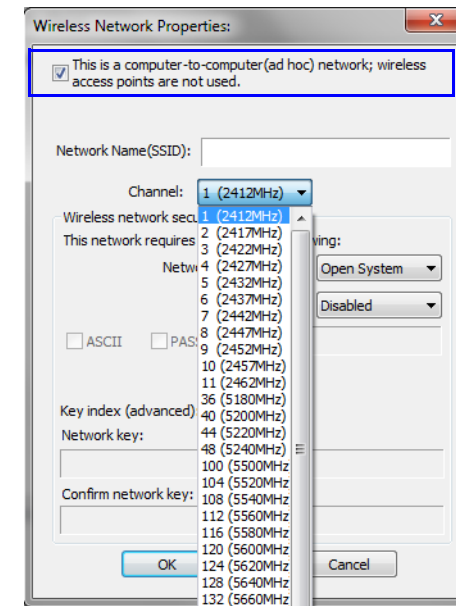 Wireless Network Properties:
This is a computer-to-computer(ad hoc) network; wireless
access points are not used.
Network Name(SSID):
Channel: 1 (2412MHz)
Wireless network secu
This network requires
ving:
Netw
Open System
Disabled
ASCII
PAS
Key index (advanced)
Network key:
Confirm network key:
1 (2412MHz)
2 (2417MHz)
3 (2422MHz)
4 (2427MHz)
5 (2432MHz)
6 (2437MHz)
7 (2442MHz)
8 (2447MHz)
9 (2452MHz)
10 (2457MHz)
11 (2462MHz)
36 (5180MHz)
40 (5200MHz)
44 (5220MHz)
48 (5240MHz)
100 (5500MHz
104 (5520MHz
108 (5540MHz
112 (5560MHz
116 (5580MHz
120 (5600MHz
124 (5620MHz
128 (5640MHz
132 (5660MHz
OK
Cancel